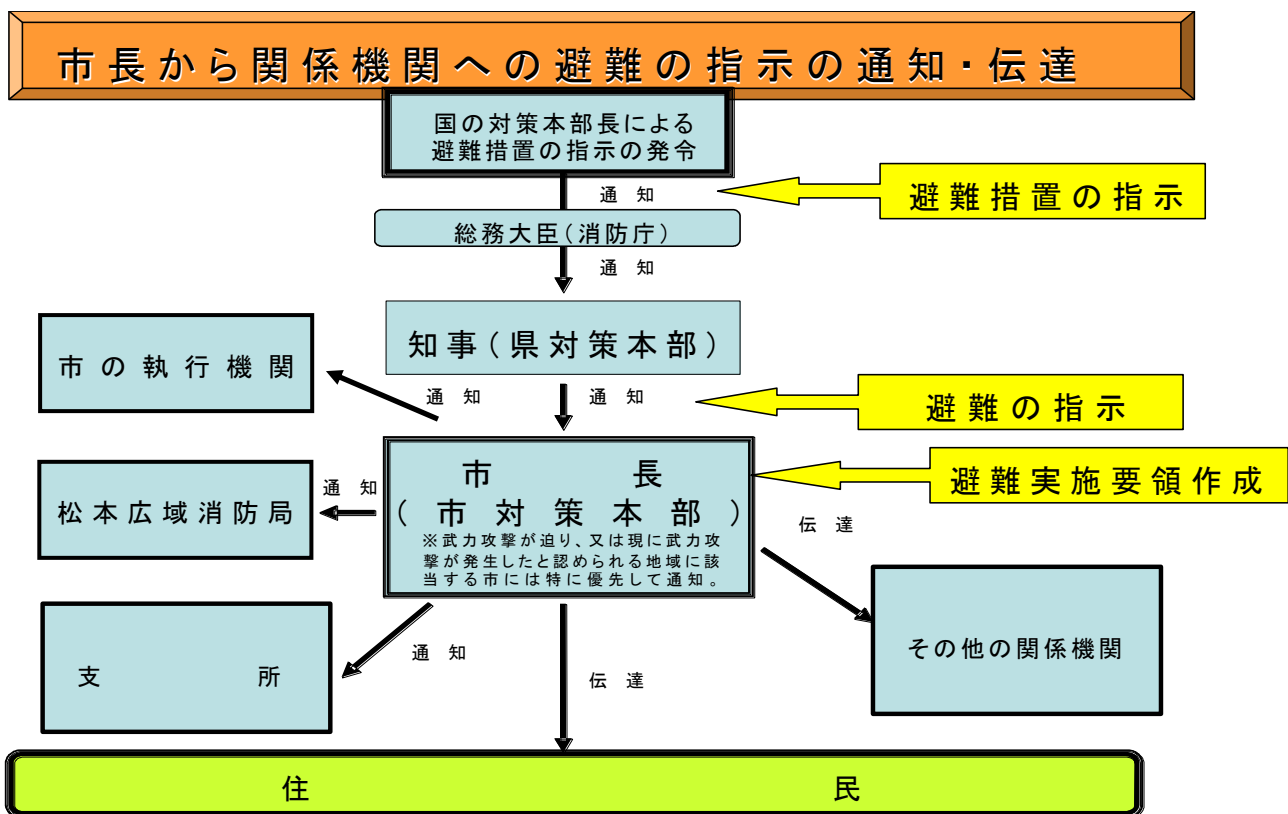 市長から関係機関への避難の指示の通知・伝達
国の対策本部長による
避難措置の指示の発令
通知
避難措置の指示
総務大臣(消防庁)
通知
知事(県対策本部)
市の執行機関
通知
通知
避難の指示
市長
(市対策本部)
※武力攻撃が迫り、又は現に武力攻
撃が発生したと認められる地域に該
当する市には特に優先して通知。
避難実施要領作成
松本広域消防局
通知
伝達
支所
通知
伝達
その他の関係機関
住民